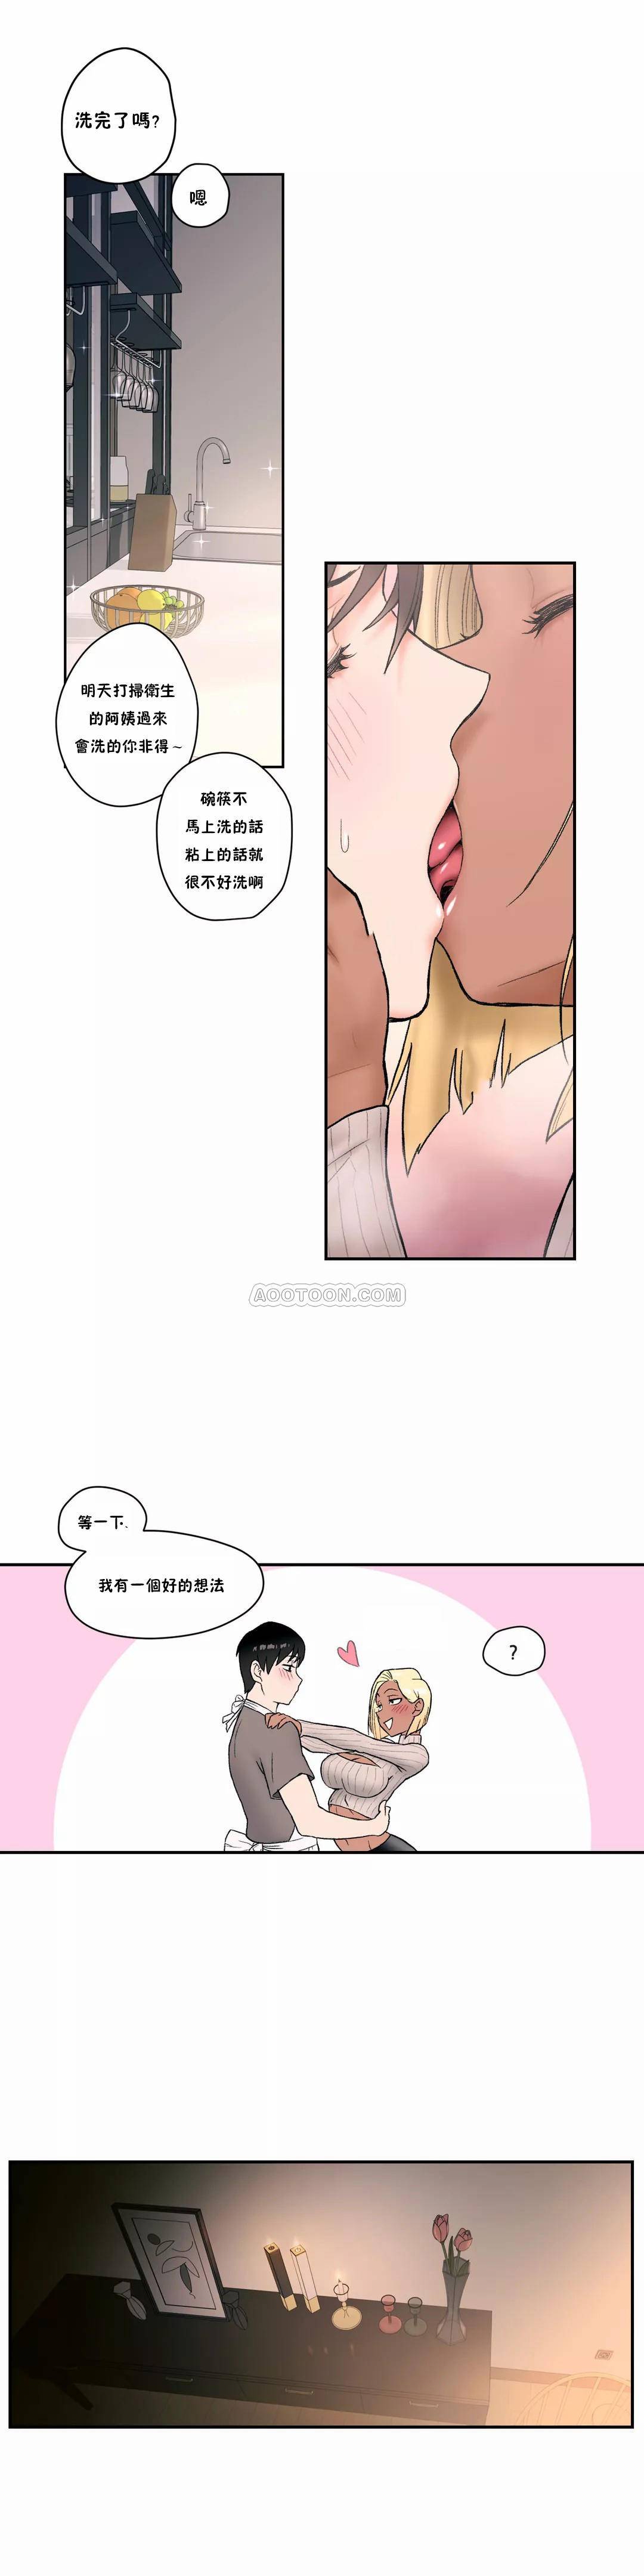 洗完了嗎?
嗯
明天打掃衛生
的阿姨過來
會洗的你非得~
碗筷不
馬上洗的話
粘上的話就
很不好洗啊
AOOTOON.COM
等一下.
我有一個好的想法
?